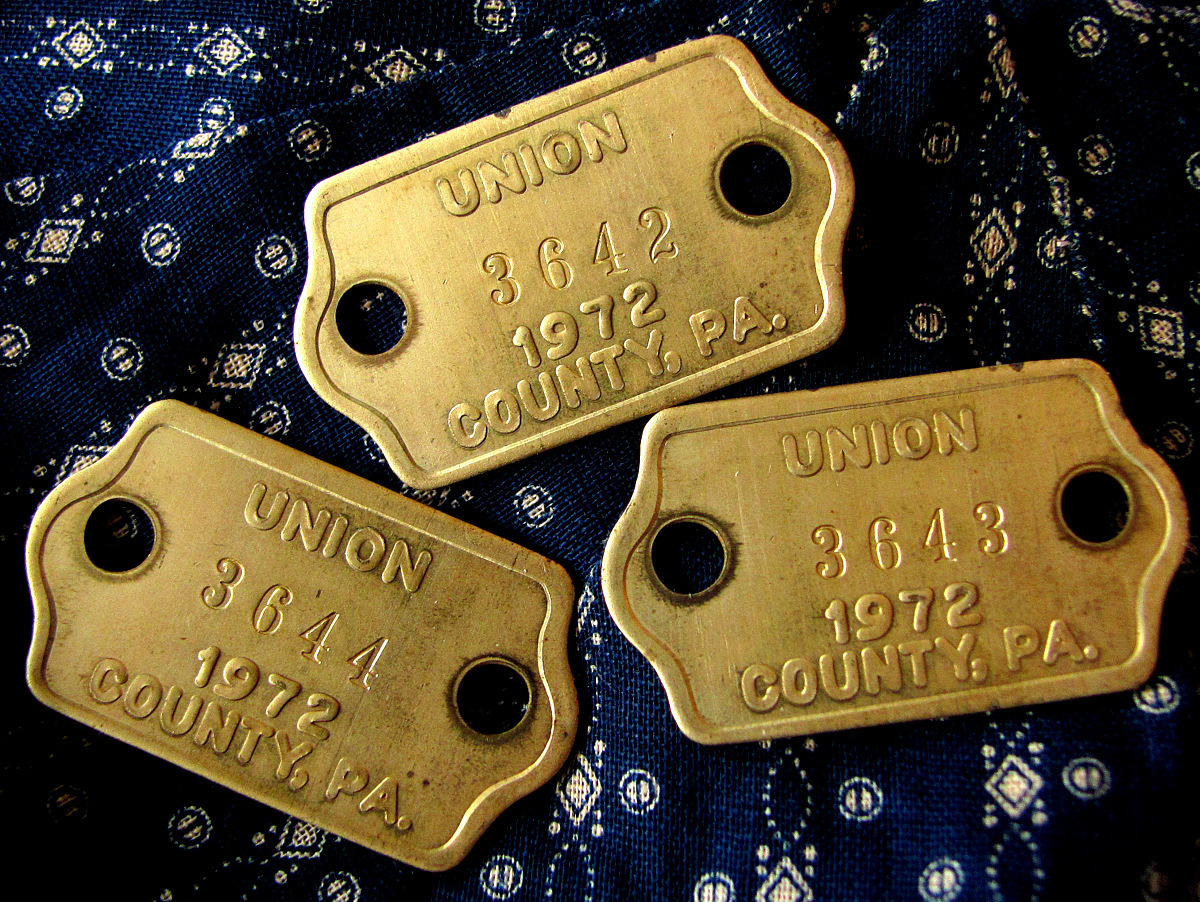 UNION
3642
1972
COUNTY, PA.
UNION
3644
1972
COUNTY, PA.
UNION
3643
1972
COUNTY, PA.